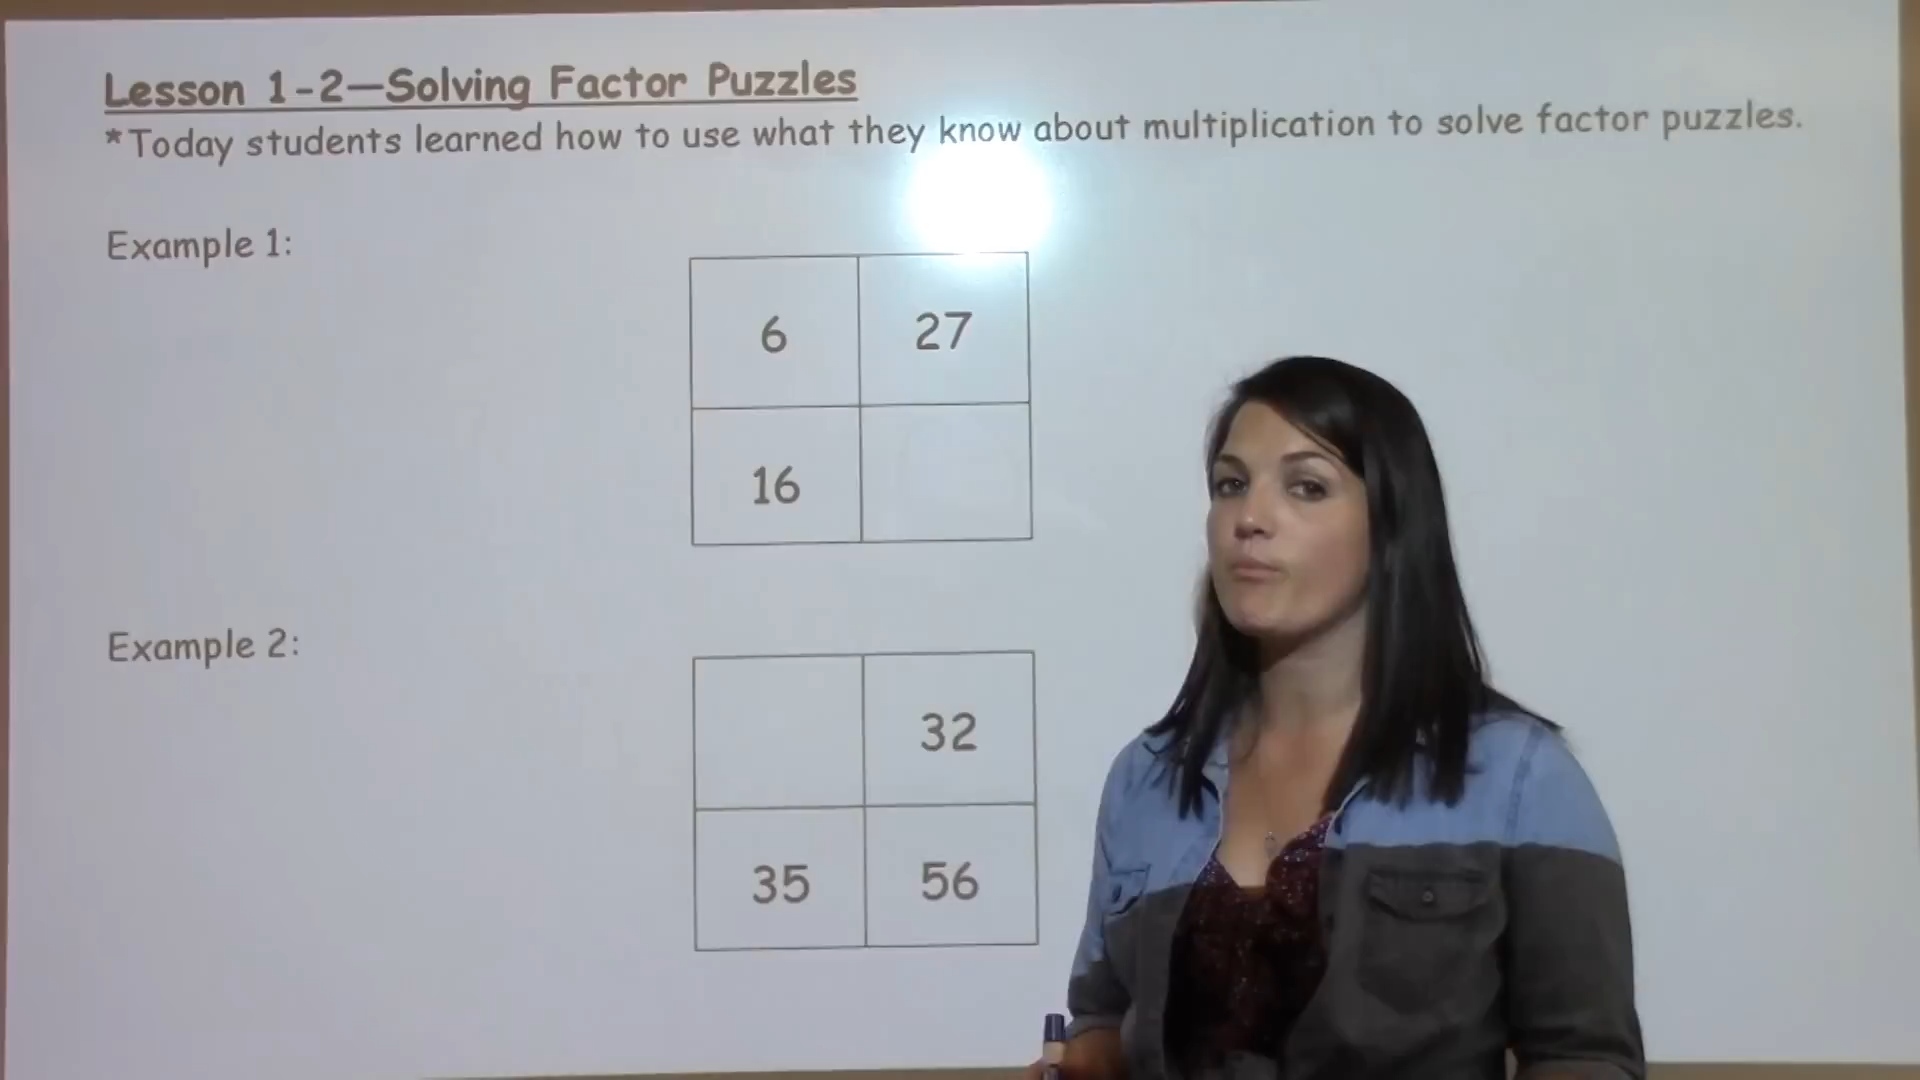 Lesson 1-2—Solving Factor Puzzles
*Today students learned how to use what they know about multiplication to solve factor puzzles.
Example 1:
6 27
16
Example 2:
32
35 56